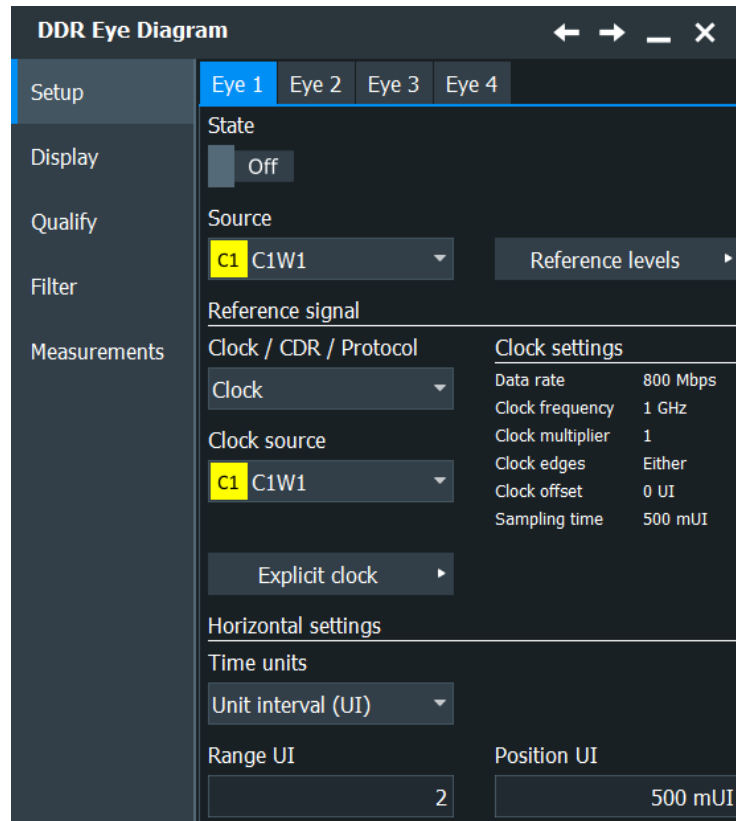 DDR Eye Diagram
Setup
Display
Qualify
Filter
Measurements
Eye 1 Eye 2 Eye 3 Eye 4
State
Off
Source
C1 C1W1
Reference levels
Reference signal
Clock / CDR / Protocol
Clock
Clock source
C1 C1W1
Explicit clock
Clock settings
Data rate 800 Mbps
Clock frequency 1 GHz
Clock multiplier 1
Clock edges Either
Clock offset 0 UI
Sampling time 500 mUI
Horizontal settings
Time units
Unit interval (UI)
Range UI
2
Position UI
500 mUI